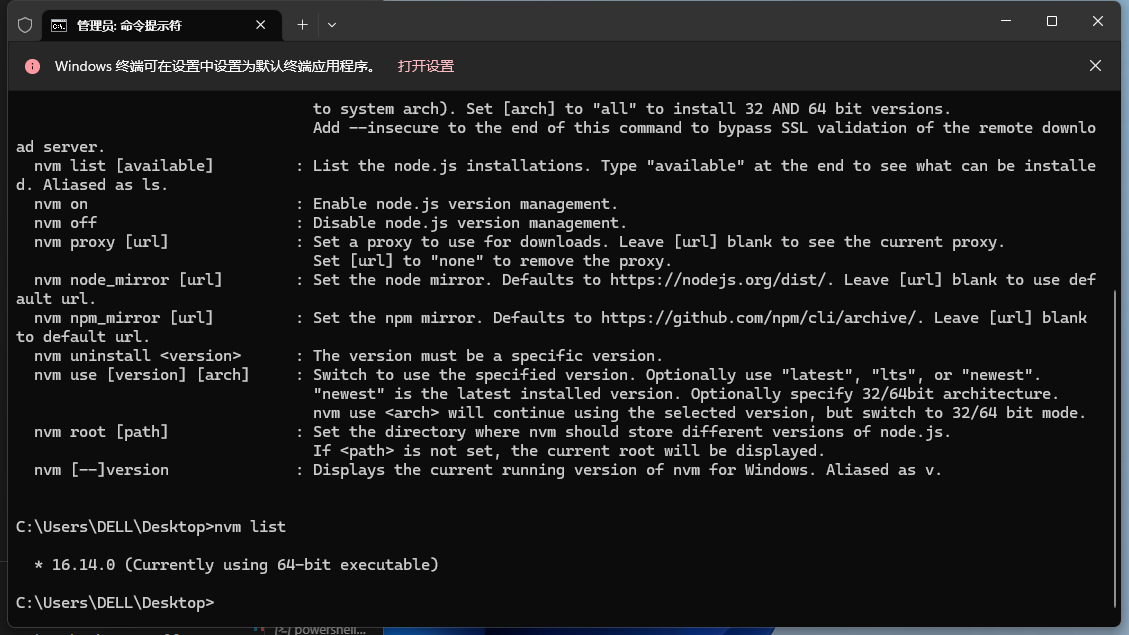 管理员: 命令提示符
Windows 终端可在设置中设置为默认终端应用程序。 打开设置
to system arch). Set [arch] to "all" to install 32 AND 64 bit versions.
Add --insecure to the end of this command to bypass SSL validation of the remote downlo
ad server.
nvm list [available] : List the node.js installations. Type "available" at the end to see what can be installe
d. Aliased as ls.
nvm on : Enable node.js version management.
nvm off : Disable node.js version management.
nvm proxy [url] : Set a proxy to use for downloads. Leave [url] blank to see the current proxy.
Set [url] to "none" to remove the proxy.
nvm node_mirror [url] : Set the node mirror. Defaults to https://nodejs.org/dist/. Leave [url] blank to use def
ault url.
nvm npm_mirror [url] : Set the npm mirror. Defaults to https://github.com/npm/cli/archive/. Leave [url] blank
to default url.
nvm uninstall <version> : The version must be a specific version.
nvm use [version] [arch] : Switch to use the specified version. Optionally use "latest", "lts", or "newest".
"newest" is the latest installed version. Optionally specify 32/64bit architecture.
nvm use <arch> will continue using the selected version, but switch to 32/64 bit mode.
nvm root [path] : Set the directory where nvm should store different versions of node.js.
If <path> is not set, the current root will be displayed.
nvm [--]version : Displays the current running version of nvm for Windows. Aliased as v.
C:\Users\DELL\Desktop>nvm list
* 16.14.0 (Currently using 64-bit executable)
C:\Users\DELL\Desktop>
powershell...